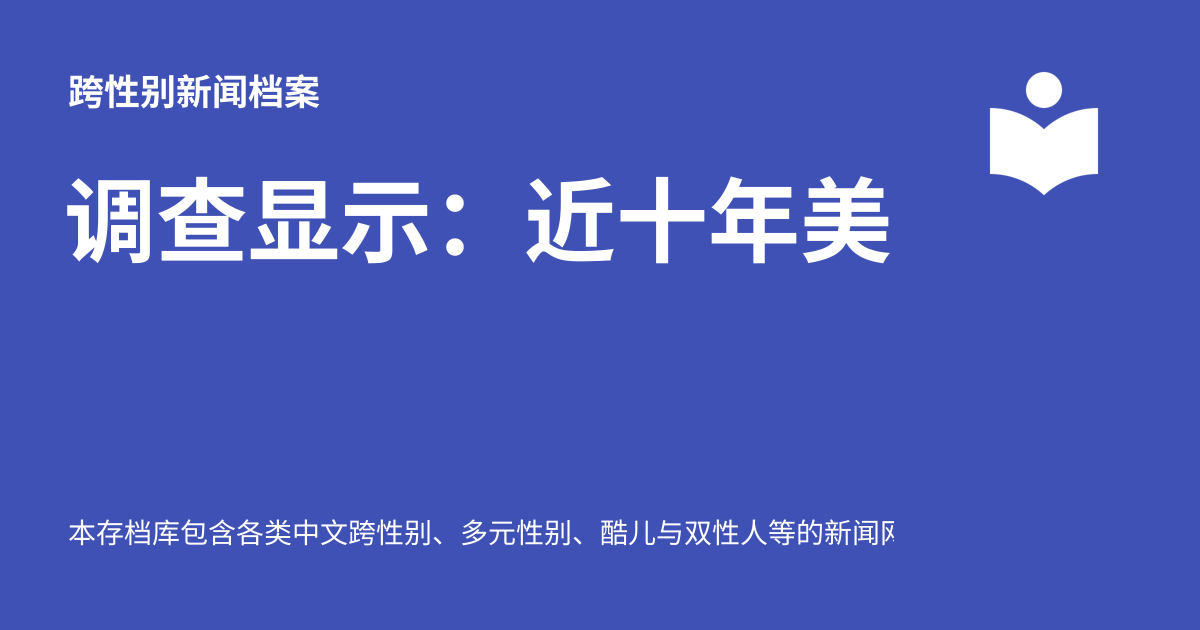 跨性别新闻档案
调查显示：近十年美
本存档库包含各类中文跨性别、多元性别、酷儿与双性人等的新闻